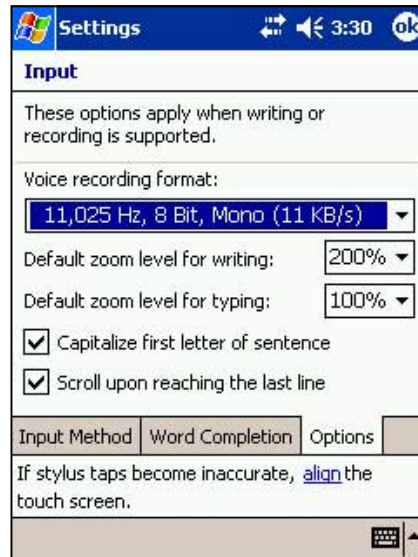 Settings 3:30 ok
Input
These options apply when writing or
recording is supported.
Voice recording format:
11,025 Hz, 8 Bit, Mono (11 KB/s)
Default zoom level for writing: 200%
Default zoom level for typing: 100%
Capitalize first letter of sentence
Scroll upon reaching the last line
Input Method Word Completion Options
If stylus taps become inaccurate, align the
touch screen.